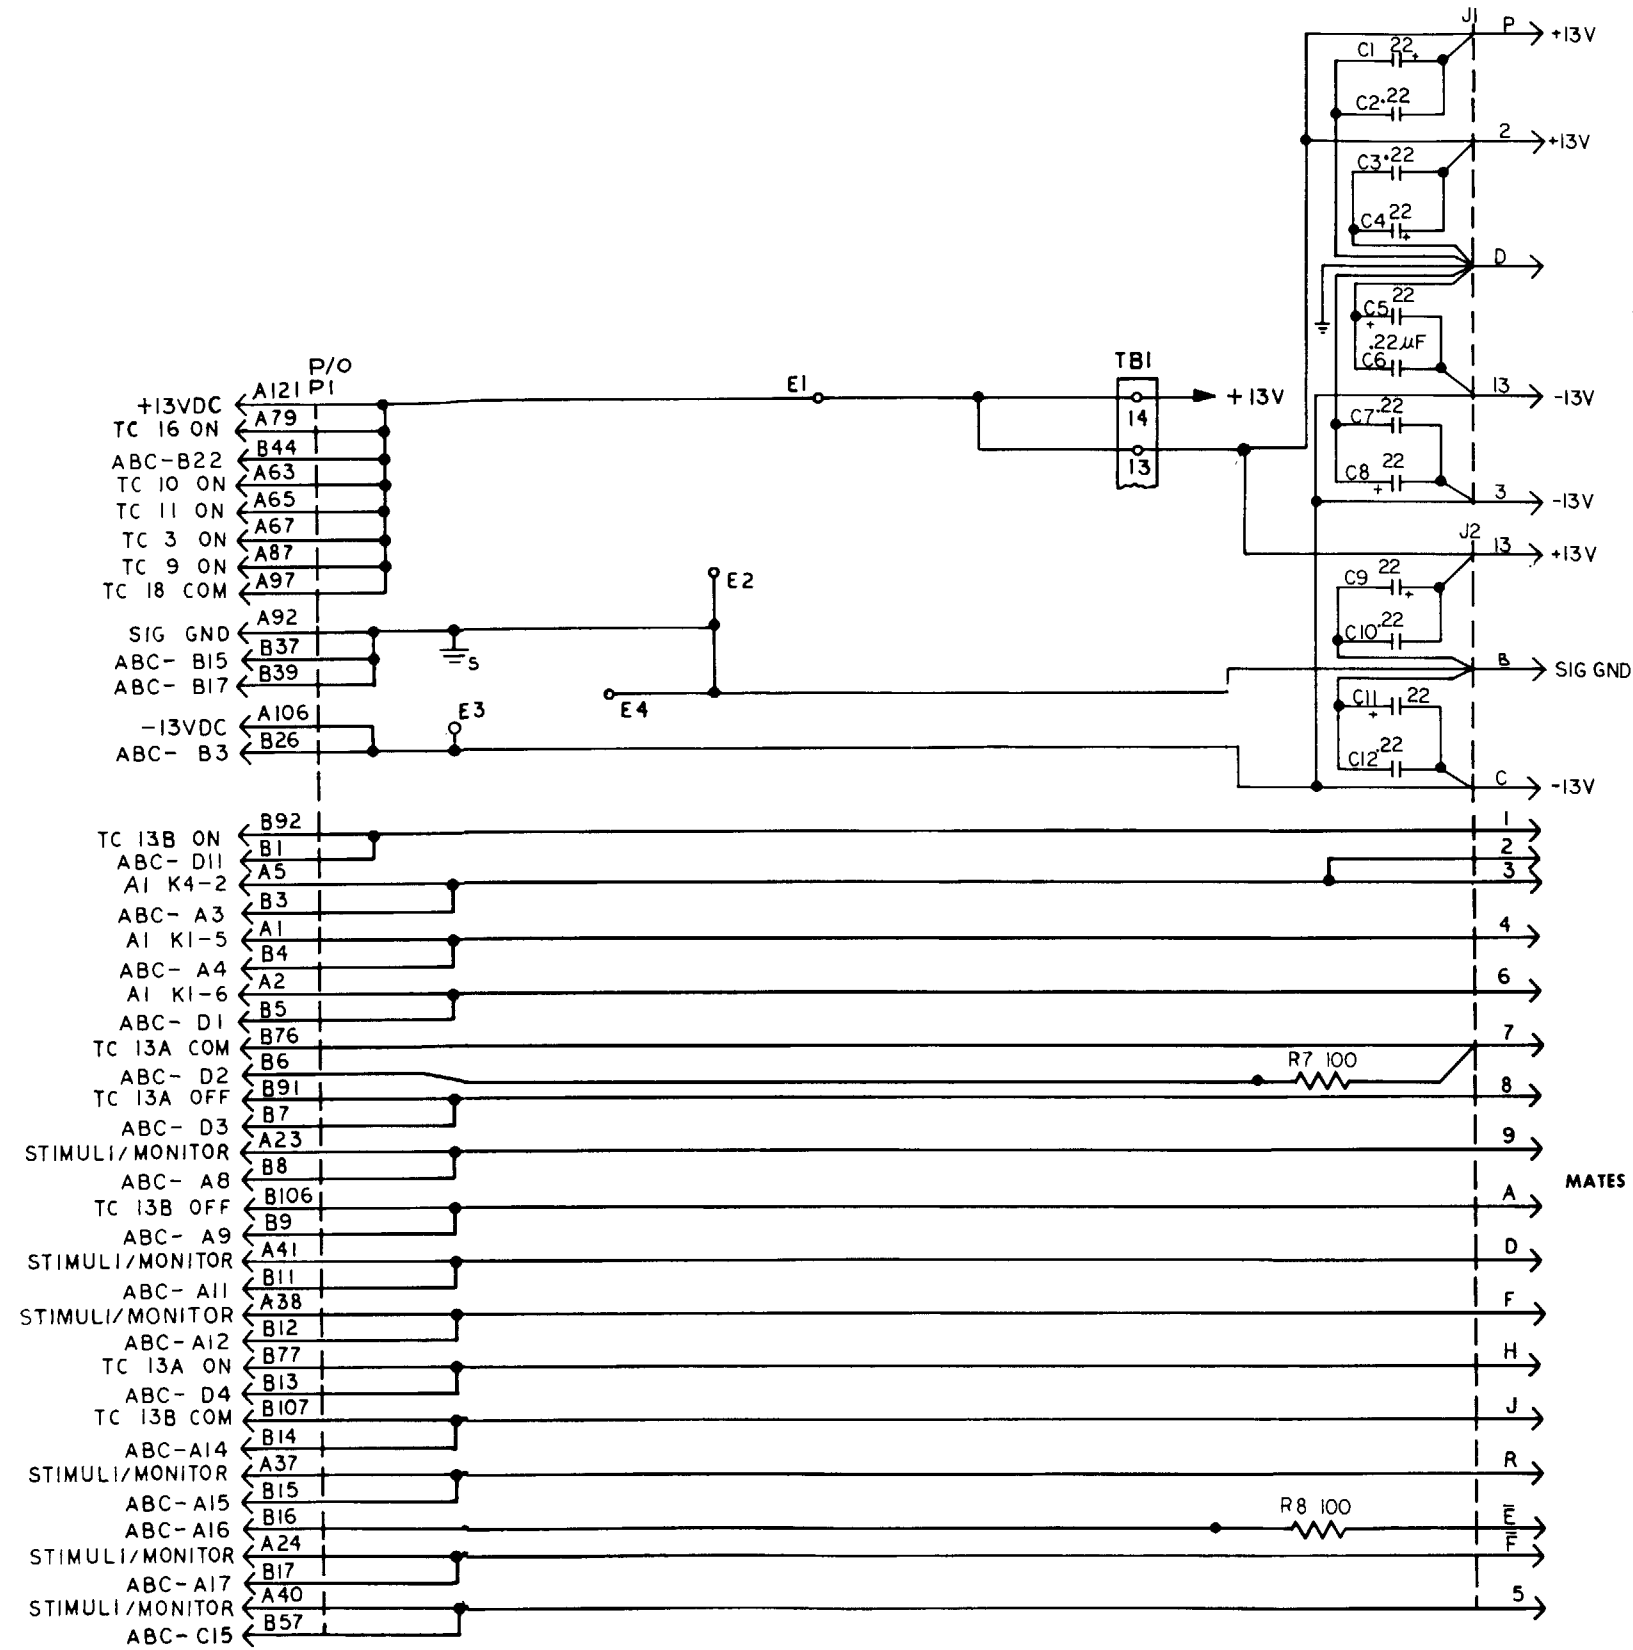 J1
P +13V
C1 22 +
C2 .22
2 +13V
C3 .22
C4 22 +
D
C5 22 +
.22µF
C6
13 -13V
C7 .22
C8 22 +
3 -13V
P/O
P1
TB1
E1
14
+13V
13
+13VDC A121
TC 16 ON A79
ABC-B22 B44
TC 10 ON A63
TC 11 ON A65
TC 3 ON A67
TC 9 ON A87
TC 18 COM A97
J2
13 +13V
C9 22 +
C10 .22
B SIG GND
C11 22 +
C12 .22
C -13V
E2
SIG GND A92
S
ABC- B15 B37
ABC- B17 B39
E4
-13VDC A106
E3
ABC- B3 B26
TC 13B ON B92 1
ABC- D11 B1 2
A1 K4-2 A5 3
ABC- A3 B3
A1 K1-5 A1 4
ABC- A4 B4
A1 K1-6 A2 6
ABC- D1 B5
TC 13A COM B76 7
ABC- D2 B6 R7 100
TC 13A OFF B91 8
ABC- D3 B7
STIMULI/MONITOR A23 9
ABC- A8 B8
MATES
TC 13B OFF B106 A
ABC- A9 B9
STIMULI/MONITOR A41 D
ABC- A11 B11
STIMULI/MONITOR A38 F
ABC-A12 B12
TC 13A ON B77 H
ABC- D4 B13
TC 13B COM B107 J
ABC-A14 B14
STIMULI/MONITOR A37 R
ABC-A15 B15
ABC-A16 B16 R8 100 E̅
STIMULI/MONITOR A24 F̅
ABC-A17 B17
STIMULI/MONITOR A40 5
ABC-C15 B57